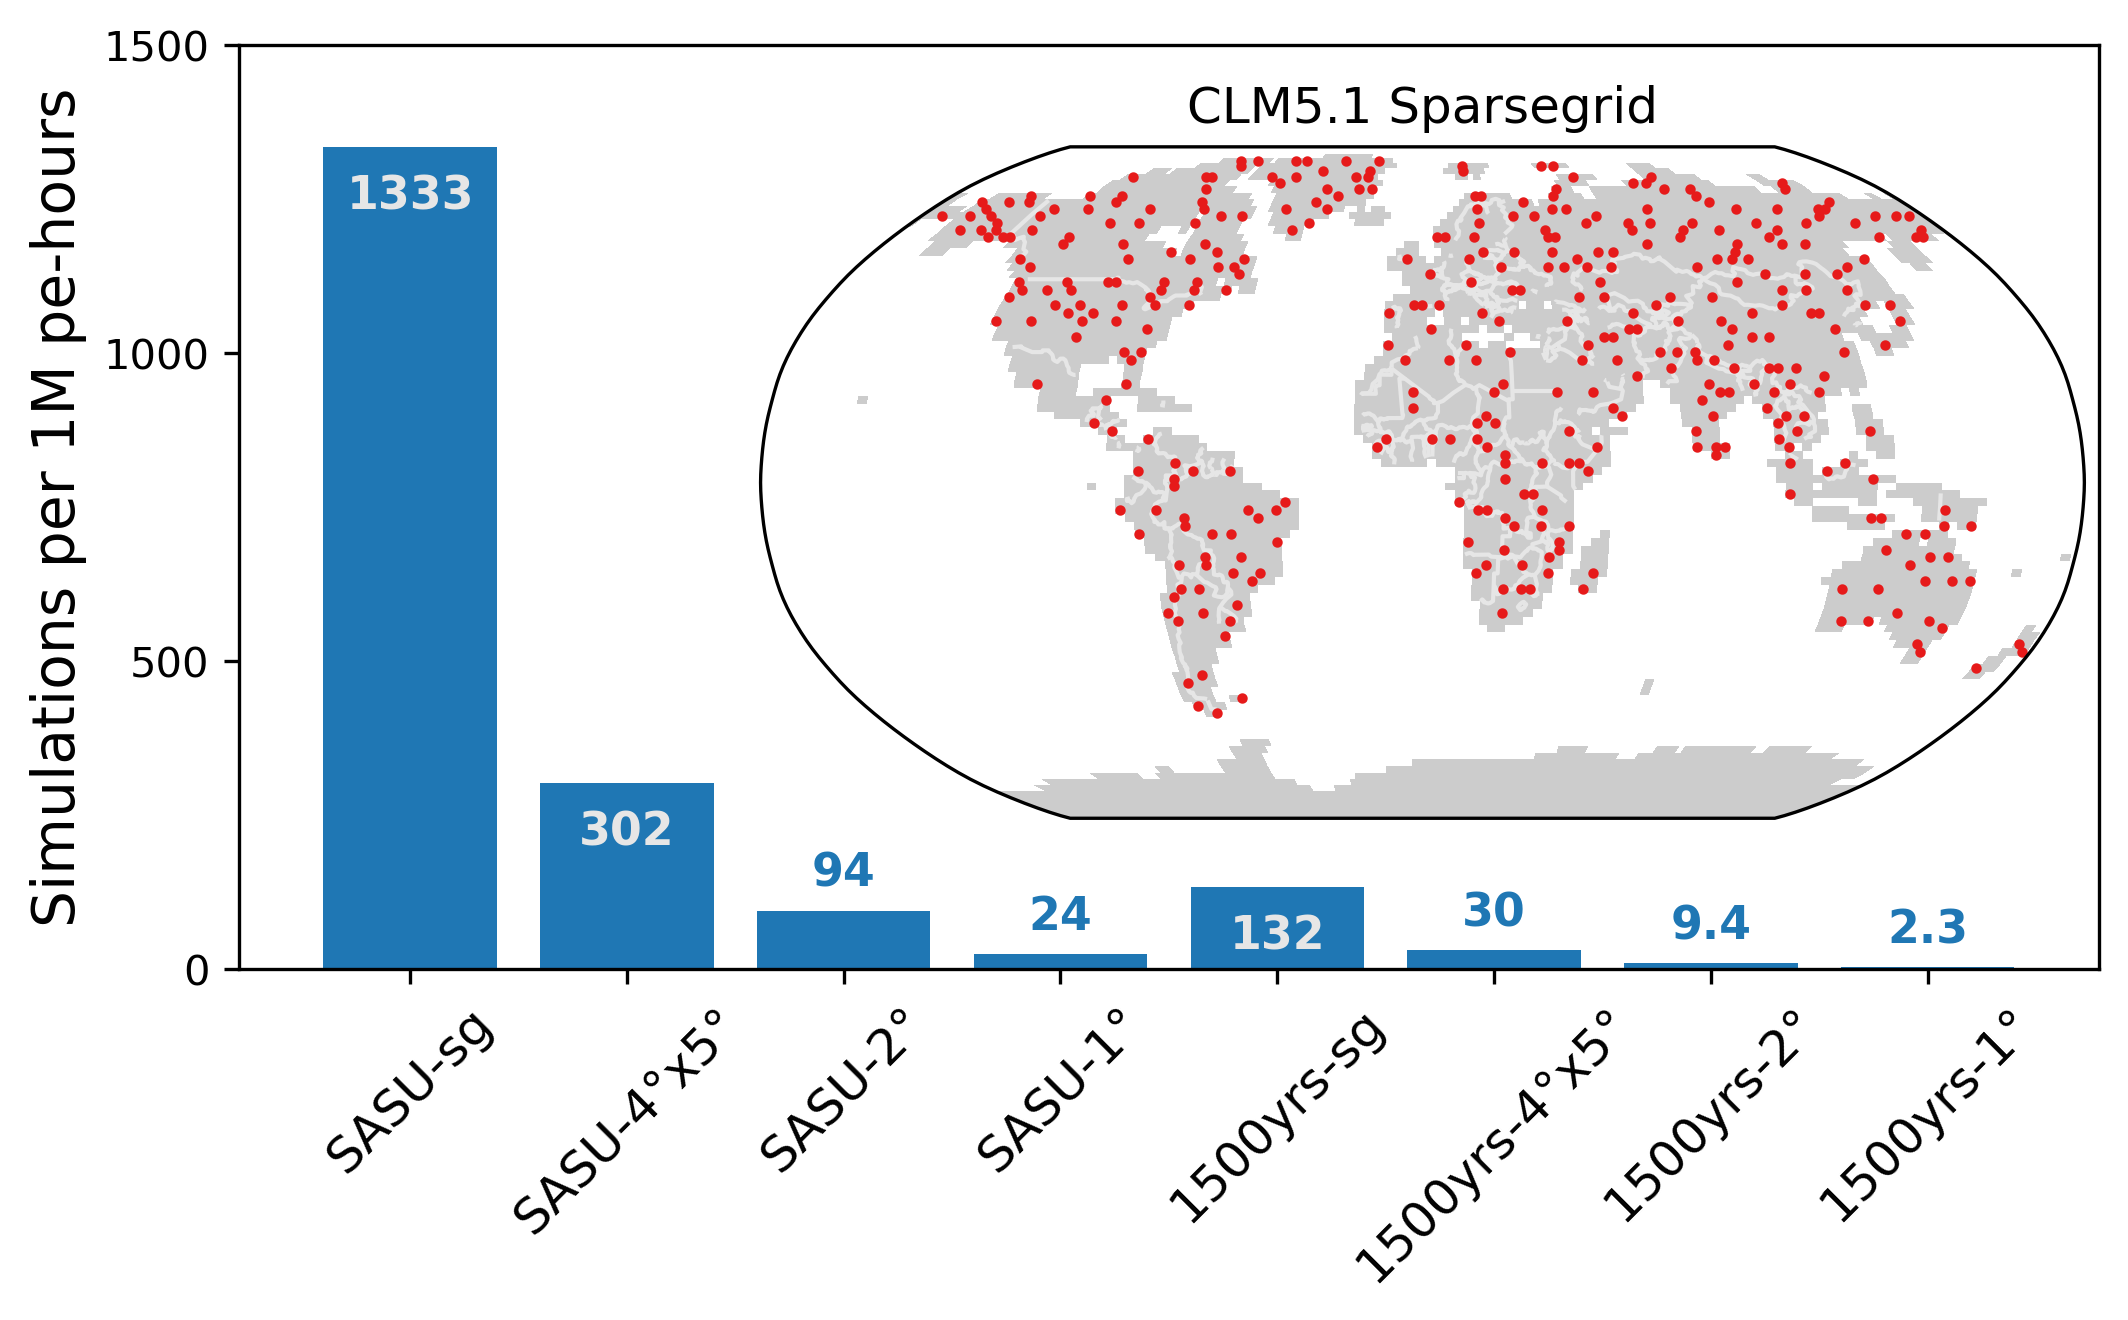 Simulations per 1M pe-hours
1500
1000
500
0
CLM5.1 Sparsegrid
1333
302
94
24
132
30
9.4
2.3
SASU-sg
SASU-4°x5°
SASU-2°
SASU-1°
1500yrs-sg
1500yrs-4°x5°
1500yrs-2°
1500yrs-1°